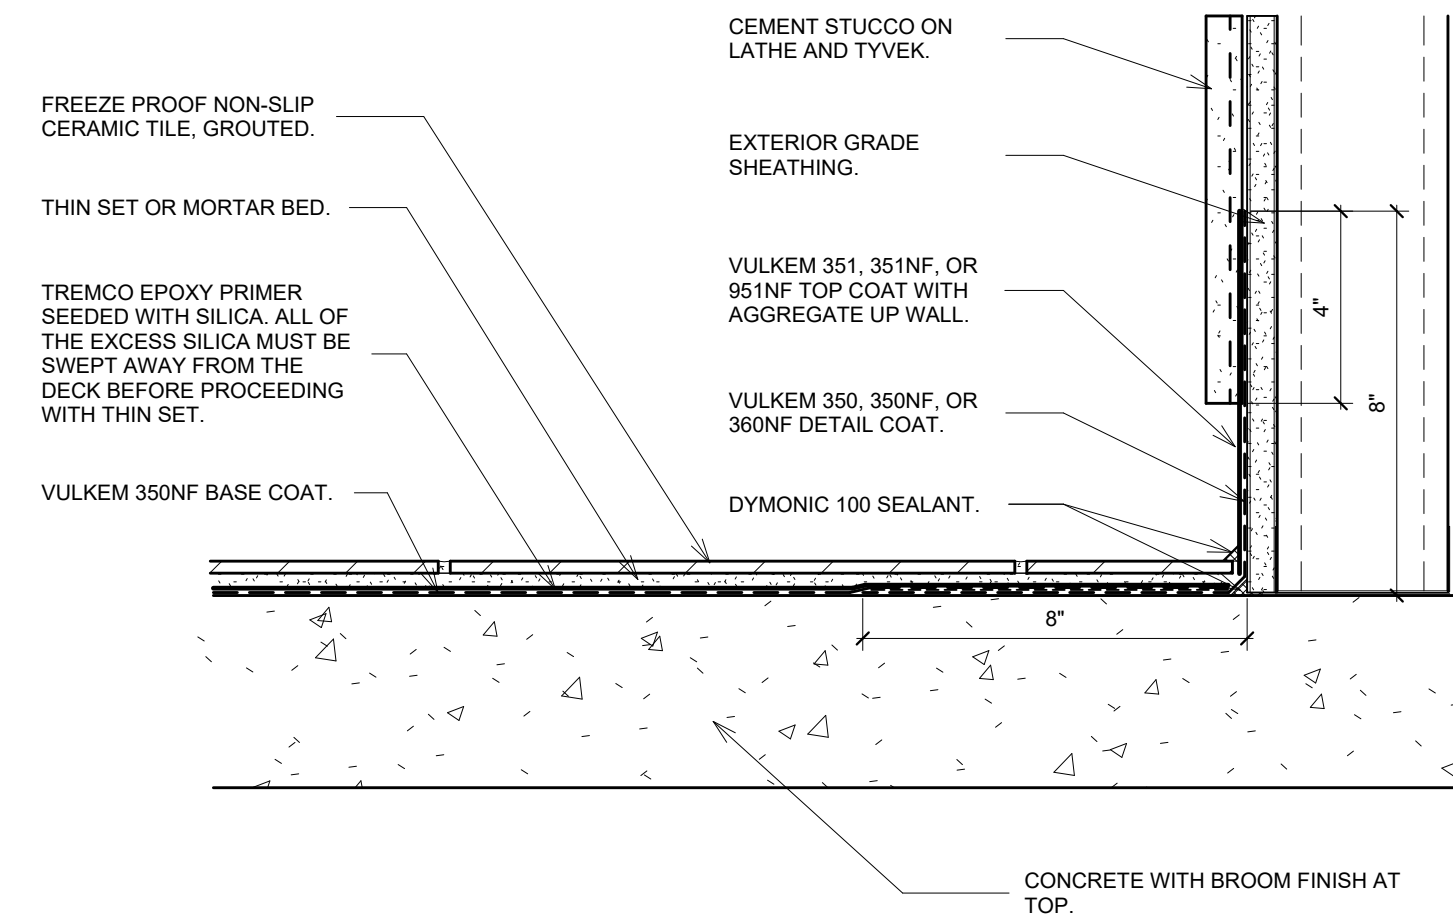 CEMENT STUCCO ON
LATHE AND TYVEK.
FREEZE PROOF NON-SLIP
CERAMIC TILE, GROUTED.
EXTERIOR GRADE
SHEATHING.
THIN SET OR MORTAR BED.
VULKEM 351, 351NF, OR
951NF TOP COAT WITH
AGGREGATE UP WALL.
TREMCO EPOXY PRIMER
SEEDED WITH SILICA. ALL OF
THE EXCESS SILICA MUST BE
SWEPT AWAY FROM THE
DECK BEFORE PROCEEDING
WITH THIN SET.
4"
8"
VULKEM 350, 350NF, OR
360NF DETAIL COAT.
VULKEM 350NF BASE COAT.
DYMONIC 100 SEALANT.
8"
CONCRETE WITH BROOM FINISH AT
TOP.